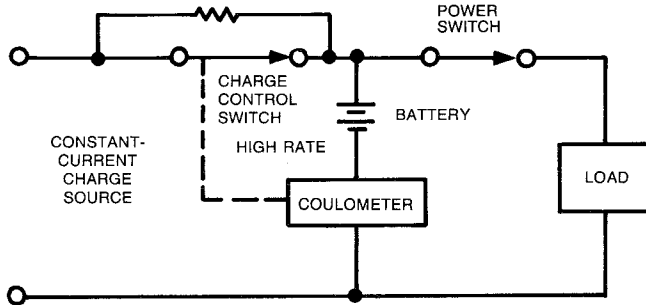 POWER
SWITCH
CHARGE
CONTROL
SWITCH
BATTERY
HIGH RATE
CONSTANT-
CURRENT
CHARGE
SOURCE
COULOMETER
LOAD